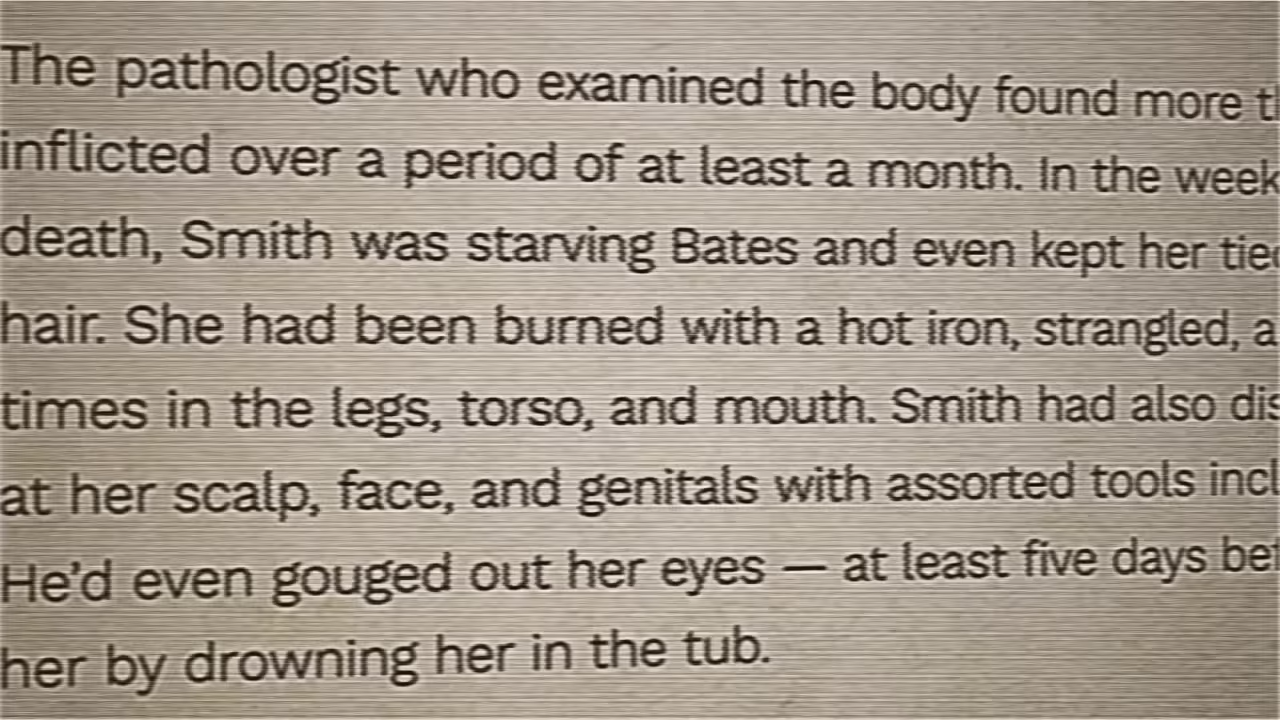 The pathologist who examined the body found more
inflicted over a period of at least a month. In the week
death, Smith was starving Bates and even kept her
hair. She had been burned with a hot iron, strangled,
times in the legs, torso, and mouth. Smith had also
at her scalp, face, and genitals with assorted tools
He’d even gouged out her eyes — at least five days
her by drowning her in the tub.